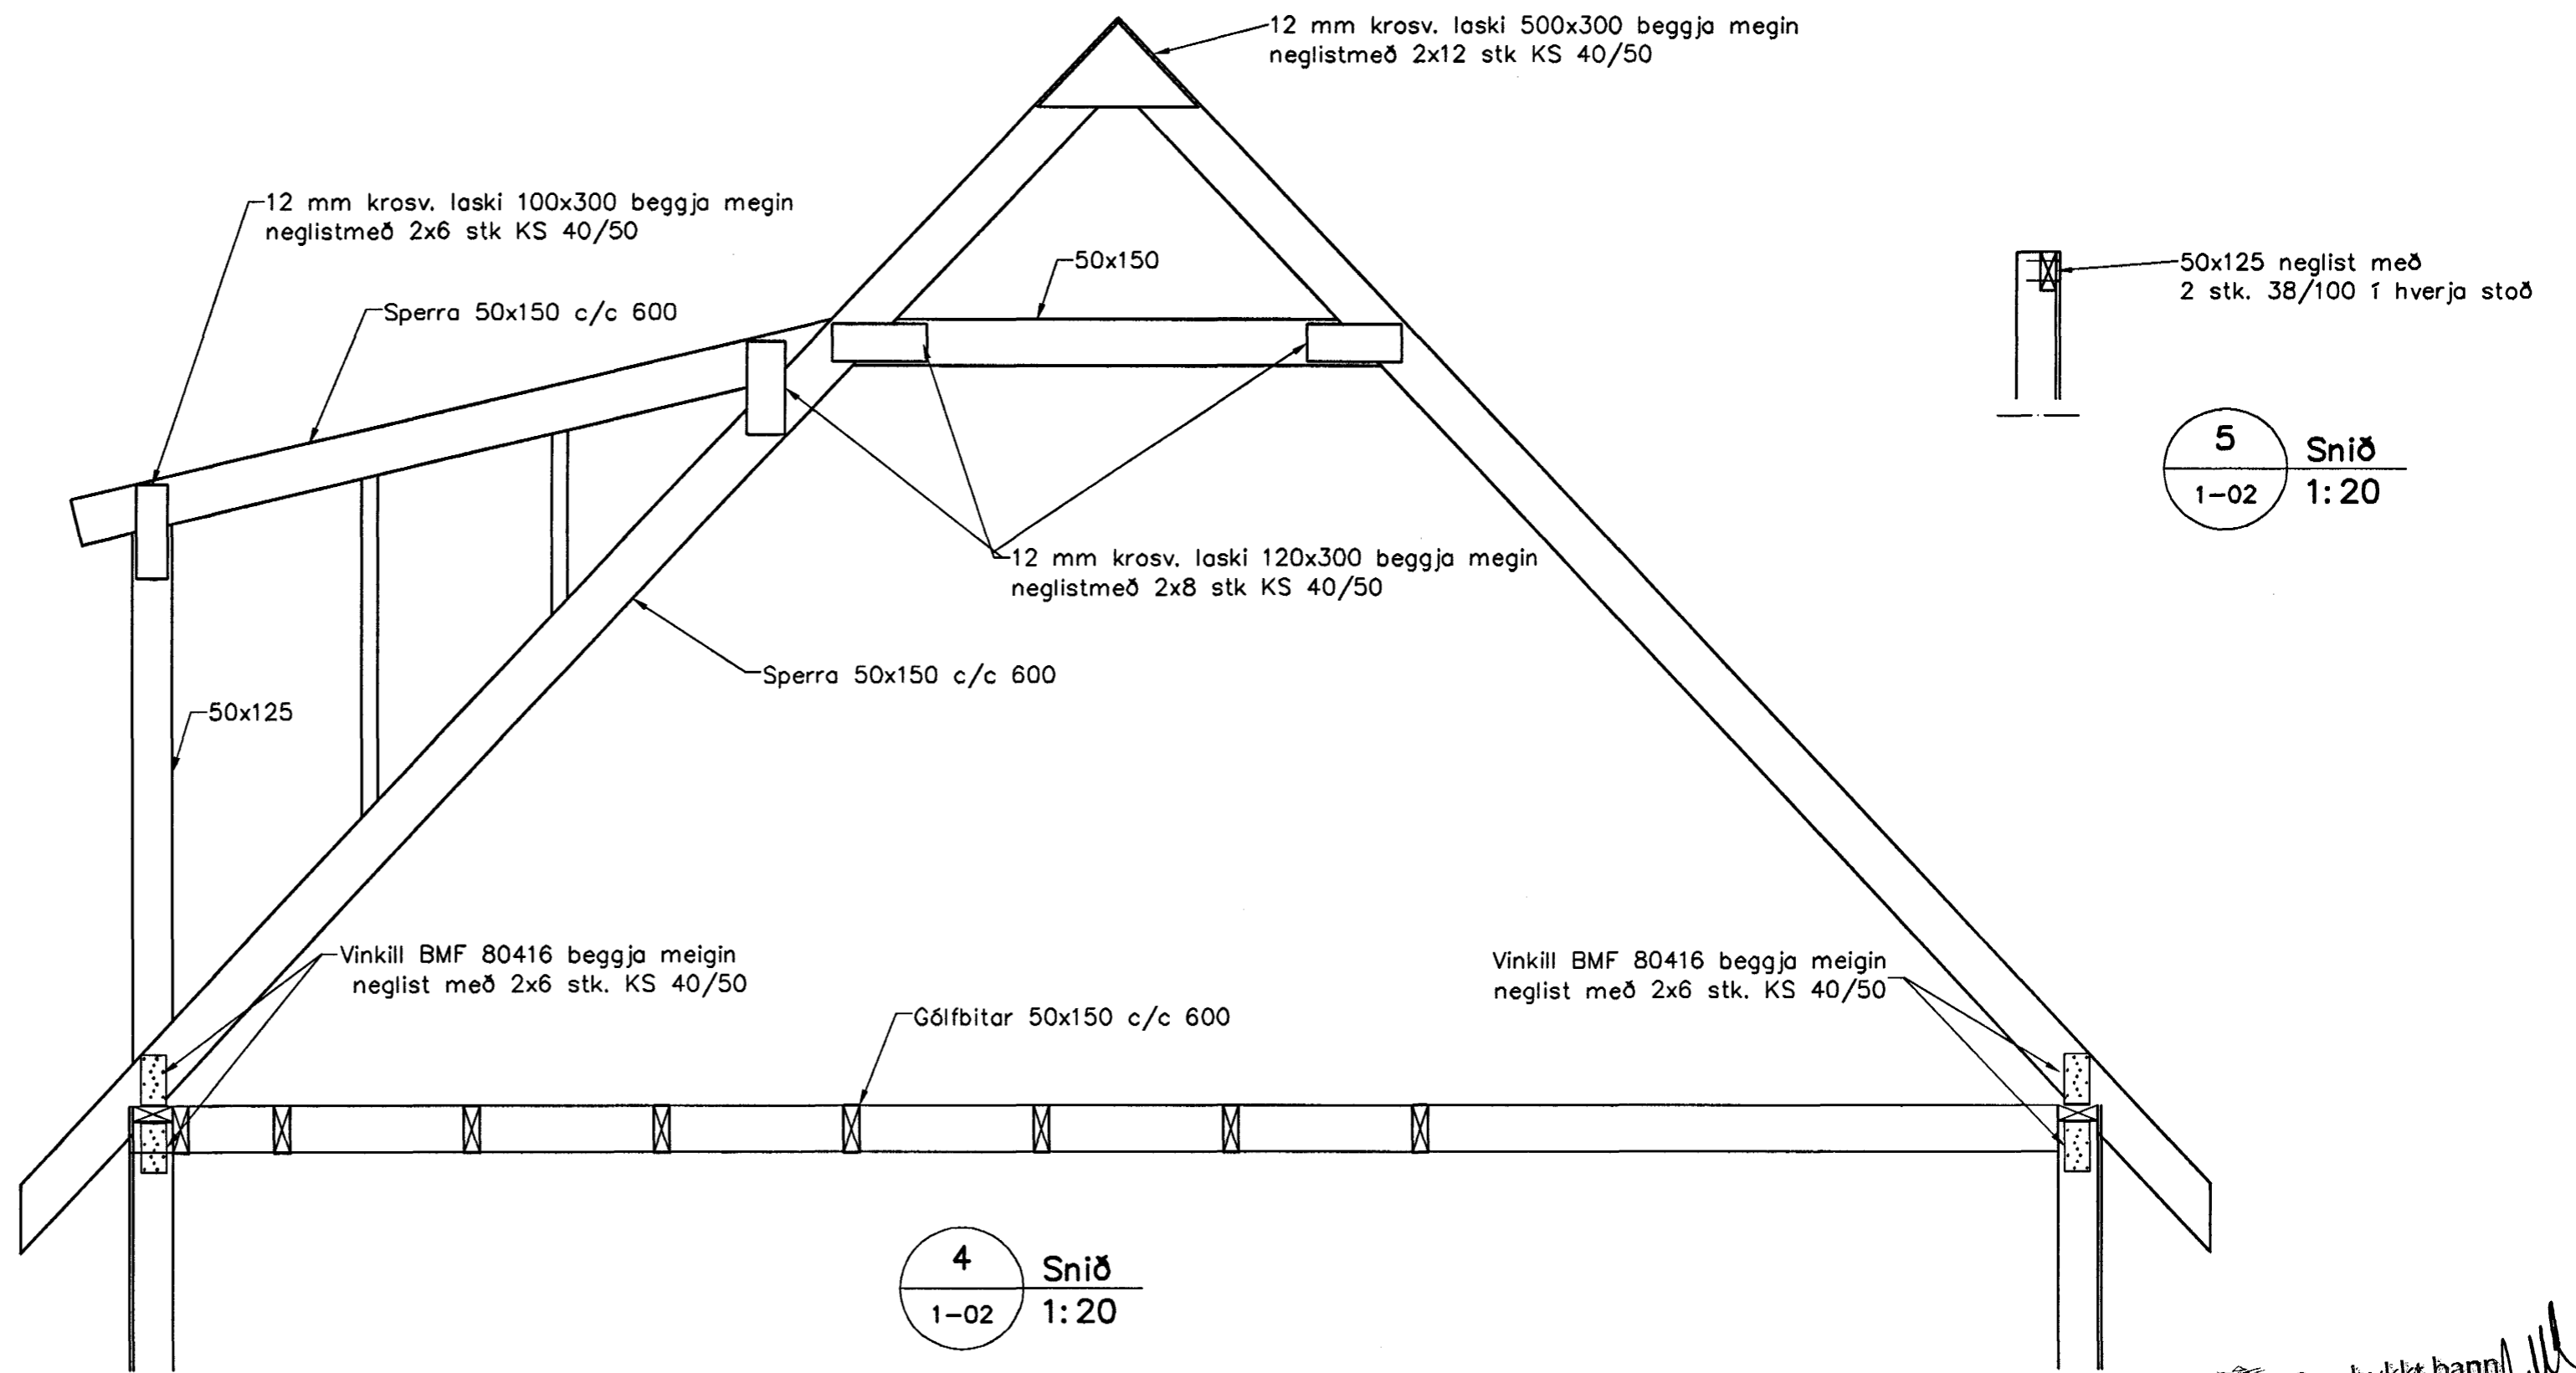 12 mm krosv. laski 500x300 beggja megin
neglistmeð 2x12 stk KS 40/50
12 mm krosv. laski 100x300 beggja megin
neglistmeð 2x6 stk KS 40/50
Sperra 50x150 c/c 600
50x150
50x125 neglist með
2 stk. 38/100 í hverja stoð
5
1-02
Snið
1:20
12 mm krosv. laski 120x300 beggja megin
neglistmeð 2x8 stk KS 40/50
Sperra 50x150 c/c 600
50x125
Vinkill BMF 80416 beggja meigin
neglist með 2x6 stk. KS 40/50
Vinkill BMF 80416 beggja meigin
neglist með 2x6 stk. KS 40/50
Gólfbitar 50x150 c/c 600
4
1-02
Snið
1:20